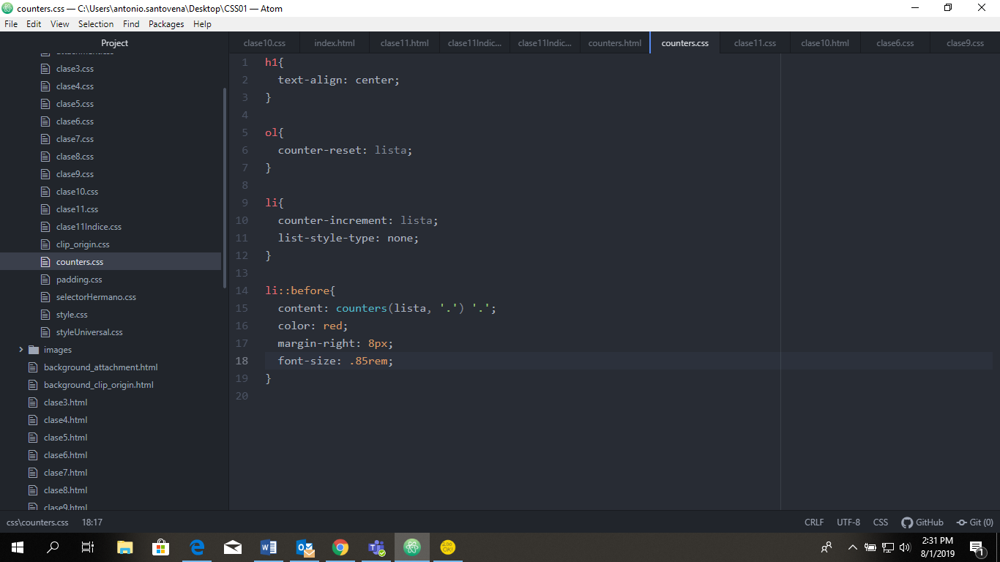 counters.css — C:\Users\antonio.santovena\Desktop\CSS01 — Atom
File Edit View Selection Find Packages Help
Project
clase10.css index.html clase11.html clase11Indic... clase11Indic... counters.html counters.css clase11.css clase10.html clase6.css clase9.css
attachment.css
clase3.css
clase4.css
clase5.css
clase6.css
clase7.css
clase8.css
clase9.css
clase10.css
clase11.css
clase11Indice.css
clip_origin.css
counters.css
padding.css
selectorHermano.css
style.css
styleUniversal.css
images
background_attachment.html
background_clip_origin.html
clase3.html
clase4.html
clase5.html
clase6.html
clase7.html
clase8.html
clase9.html
1 h1{
2 text-align: center;
3 }
4
5 ol{
6 counter-reset: lista;
7 }
8
9 li{
10 counter-increment: lista;
11 list-style-type: none;
12 }
13
14 li::before{
15 content: counters(lista, '.') '.';
16 color: red;
17 margin-right: 8px;
18 font-size: .85rem;
19 }
20
css\counters.css 18:17 CRLF UTF-8 CSS GitHub Git (0)
2:31 PM
8/1/2019
1